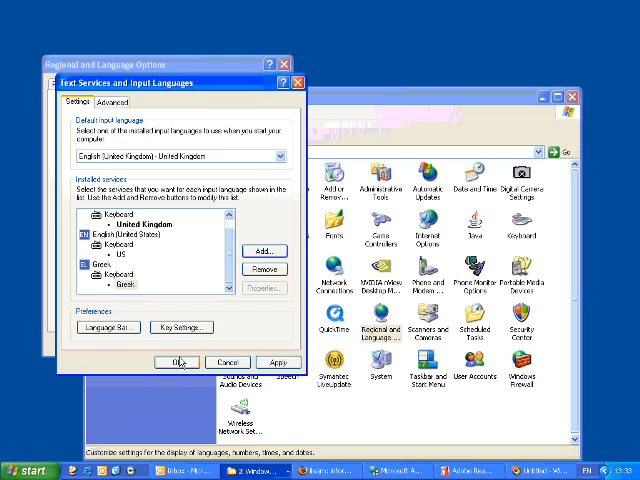 Regional and Language Options
Text Services and Input Languages
Settings
Advanced
Default input language
Select one of the installed input languages to use when you start your
computer.
English (United Kingdom) - United Kingdom
Installed services
Select the services that you want for each input language shown in the
list. Use the Add and Remove buttons to modify this list.
Keyboard
United Kingdom
EN English (United States)
Keyboard
US
EL Greek
Keyboard
Greek
Add...
Remove
Properties...
Preferences
Language Bar...
Key Settings...
Cancel
Apply
Go
Add or Remov...
Administrative Tools
Automatic Updates
Date and Time
Digital Camera Settings
Fonts
Game Controllers
Internet Options
Java
Keyboard
Network Connections
NVIDIA nView Desktop M...
Phone and Modem ...
Phone Monitor Options
Portable Media Devices
QuickTime
Regional and Language ...
Scanners and Cameras
Scheduled Tasks
Security Center
Sounds and Audio Devices
Speech
Symantec LiveUpdate
System
Taskbar and Start Menu
User Accounts
Windows Firewall
Wireless Network Set...
Customize settings for the display of languages, numbers, times, and dates.
start
Inbox - Micr...
2 Window...
ilearn: infor...
Microsoft A...
Adobe Rea...
Untitled - Wi...
EN
13:33